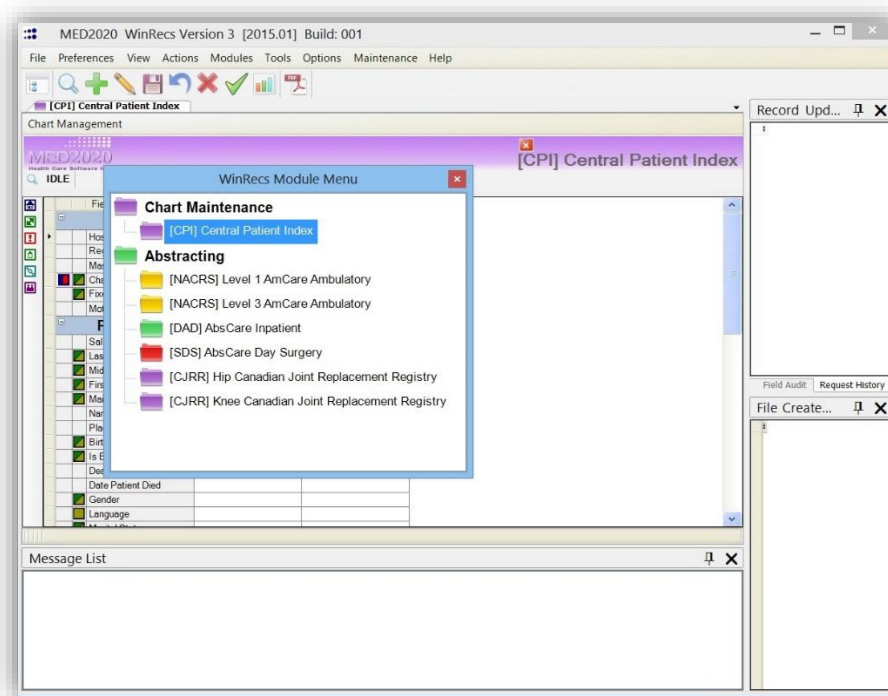 MED2020 WinRecs Version 3 [2015.01] Build: 001
File Preferences View Actions Modules Tools Options Maintenance Help
[CPI] Central Patient Index
Chart Management
MED2020
[CPI] Central Patient Index
IDLE
WinRecs Module Menu
Chart Maintenance
[CPI] Central Patient Index
Abstracting
[NACRS] Level 1 AmCare Ambulatory
[NACRS] Level 3 AmCare Ambulatory
[DAD] AbsCare Inpatient
[SDS] AbsCare Day Surgery
[CJRR] Hip Canadian Joint Replacement Registry
[CJRR] Knee Canadian Joint Replacement Registry
Date Patient Died
Gender
Language
Record Upd...
Field Audit Request History
File Create...
Message List